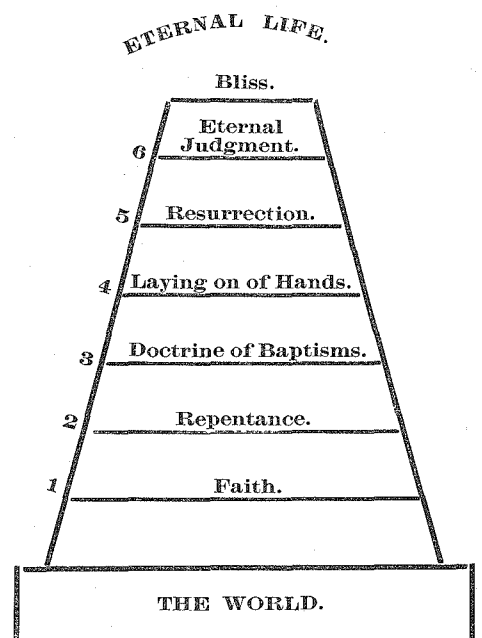 ETERNAL LIFE.
Bliss.
Eternal
6 Judgment.
5 Resurrection.
4 Laying on of Hands.
3 Doctrine of Baptisms.
2 Repentance.
1 Faith.
THE WORLD.